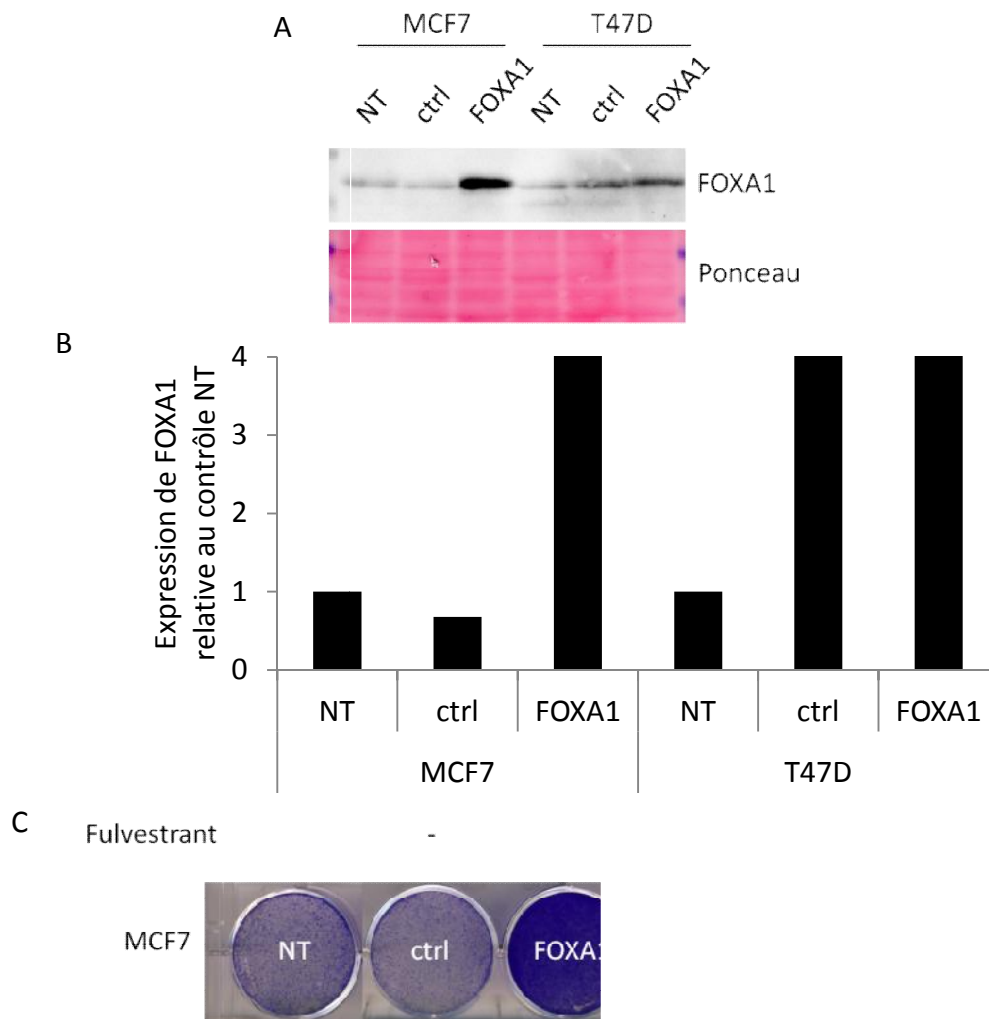 A
MCF7 T47D
NT ctrl FOXA1 NT ctrl FOXA1
FOXA1
Ponceau
B
Expression de FOXA1
relative au contrôle NT
4
3
2
1
0
NT ctrl FOXA1 NT ctrl FOXA1
MCF7 T47D
C
Fulvestrant -
MCF7 NT ctrl FOXA1